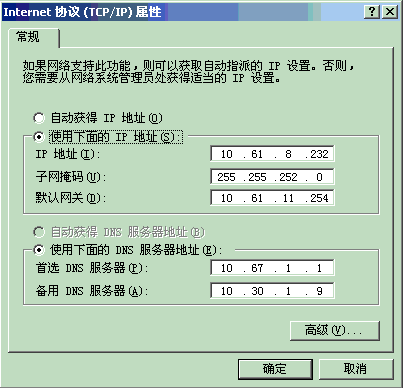 Internet 协议 (TCP/IP) 属性
常规
如果网络支持此功能，则可以获取自动指派的 IP 设置。否则，
您需要从网络系统管理员处获得适当的 IP 设置。
自动获得 IP 地址(O)
使用下面的 IP 地址(S):
IP 地址(I): 10 .61 .8 .232
子网掩码(U): 255 .255 .252 .0
默认网关(D): 10 .61 .11 .254
自动获得 DNS 服务器地址(B)
使用下面的 DNS 服务器地址(E):
首选 DNS 服务器(P): 10 .67 .1 .1
备用 DNS 服务器(A): 10 .30 .1 .9
高级(V)...
确定 取消